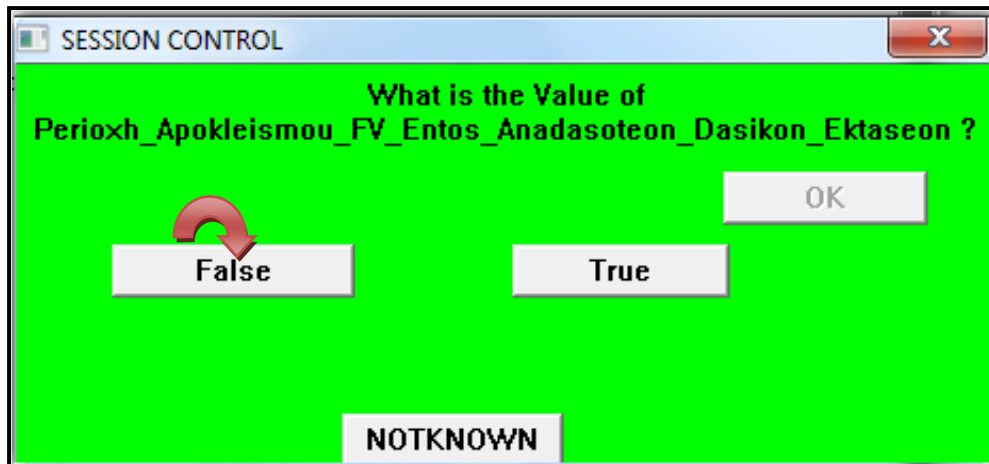 SESSION CONTROL
What is the Value of
Perioxh_Apokleismou_FV_Entos_Anadasoteon_Dasikon_Ektaseon ?
OK
False
True
NOTKNOWN